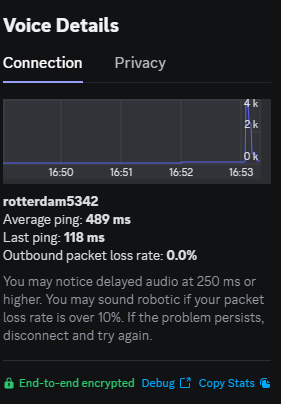 Voice Details
Connection
Privacy
4 k
2 k
0 k
16:50
16:51
16:52
16:53
rotterdam5342
Average ping: 489 ms
Last ping: 118 ms
Outbound packet loss rate: 0.0%
You may notice delayed audio at 250 ms or
higher. You may sound robotic if your packet
loss rate is over 10%. If the problem persists,
disconnect and try again.
End-to-end encrypted
Debug
Copy Stats